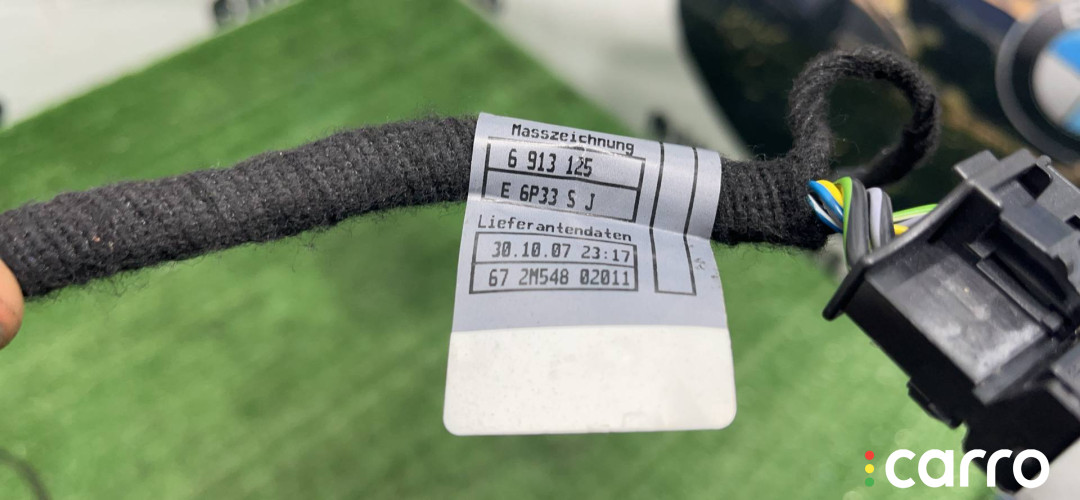 Masszeichnung
6 913 125
E 6P33 S J
Lieferantendaten
30.10.07 23:17
67 2M548 02011
carro